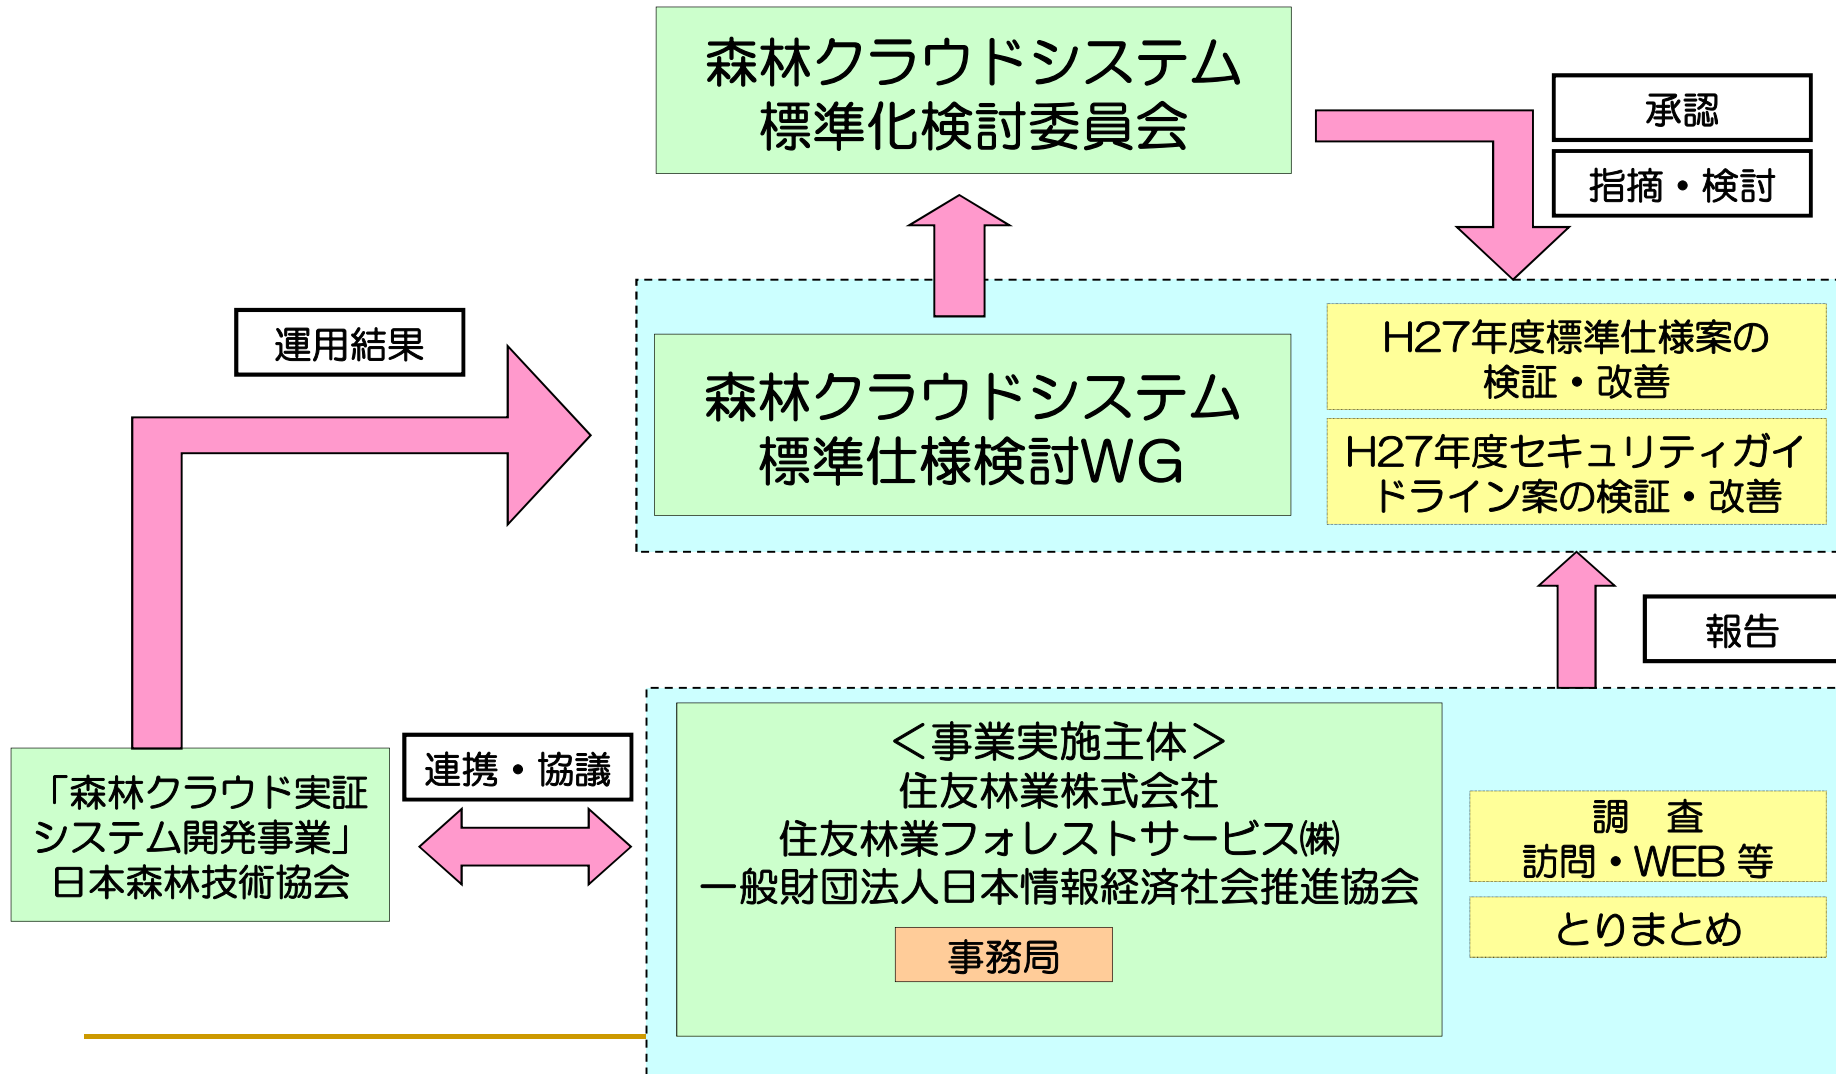 森林クラウドシステム
標準化検討委員会
承認
指摘・検討
運用結果
森林クラウドシステム
標準仕様検討WG
H27年度標準仕様案の
検証・改善
H27年度セキュリティガイ
ドライン案の検証・改善
報告
「森林クラウド実証
システム開発事業」
日本森林技術協会
連携・協議
＜事業実施主体＞
住友林業株式会社
住友林業フォレストサービス㈱
一般財団法人日本情報経済社会推進協会
事務局
調　査
訪問・WEB 等
とりまとめ